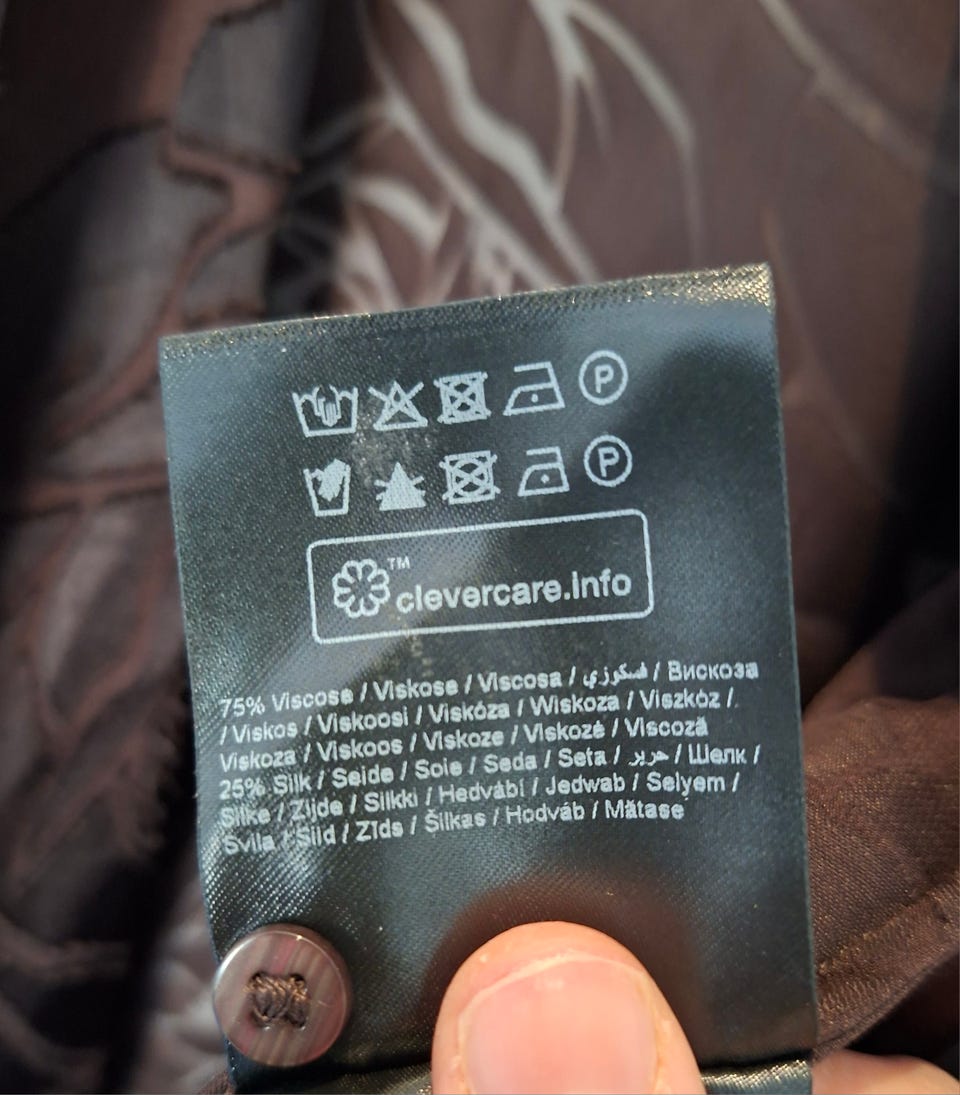 P
P
TM
clevercare.info
75% Viscose / Viskose / Viscosa / فسكوزي / Вискоза
/ Viskos / Viskoosi / Viskóza / Wiskoza / Viszkóz /
Viskoza / Viskoos / Viskoze / Viskozė / Viscoză
25% Silk / Seide / Soie / Seda / Seta / حرير / Шелк /
Silke / Zijde / Silkki / Hedvábí / Jedwab / Selyem /
Svila / Siid / Zīds / Šilkas / Hodváb / Mătase